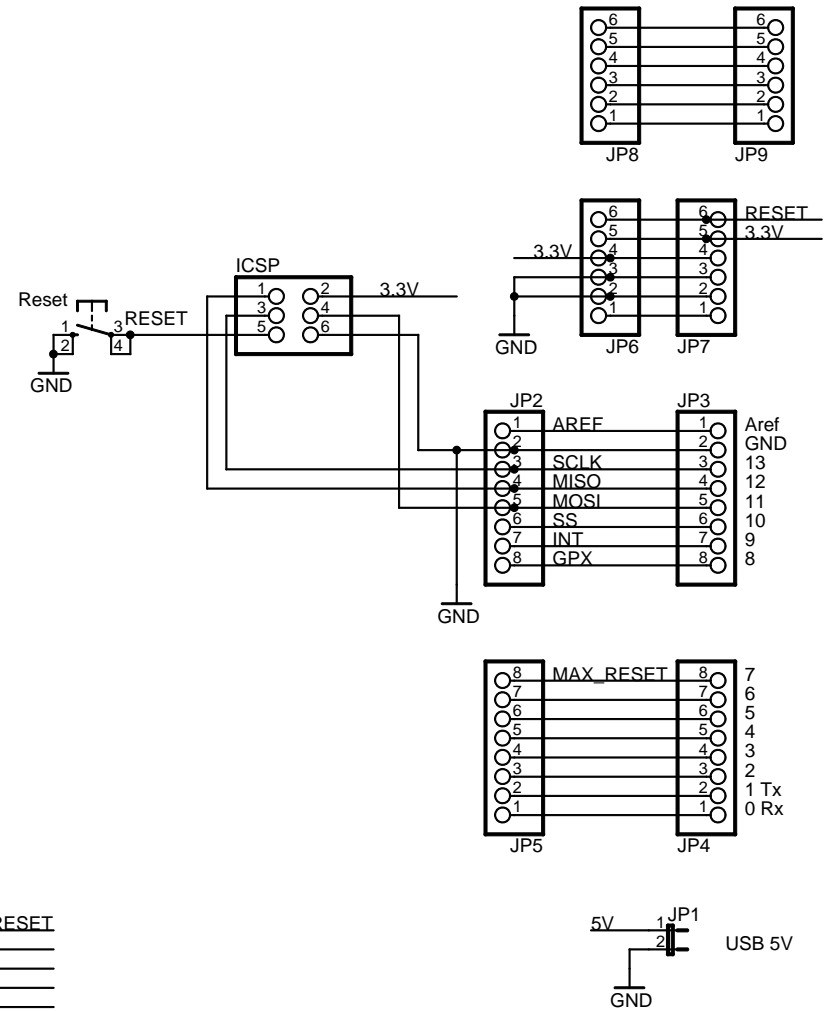 6 6
5 5
4 4
3 3
2 2
1 1
JP8 JP9
6 6 RESET
5 5 3.3V
3.3V 4 4
3 3
2 2
1 1
GND JP6 JP7
ICSP
1 2 3.3V
3 4
5 6
Reset
1 3 RESET
2 4
GND
JP2 JP3
1 AREF 1 Aref
2 2 GND
3 SCLK 3 13
4 MISO 4 12
5 MOSI 5 11
6 SS 6 10
7 INT 7 9
8 GPX 8 8
GND
8 MAX_RESET 8 7
7 7 6
6 6 5
5 5 4
4 4 3
3 3 2
2 2 1 Tx
1 1 0 Rx
JP5 JP4
5V 1 JP1
2 USB 5V
GND